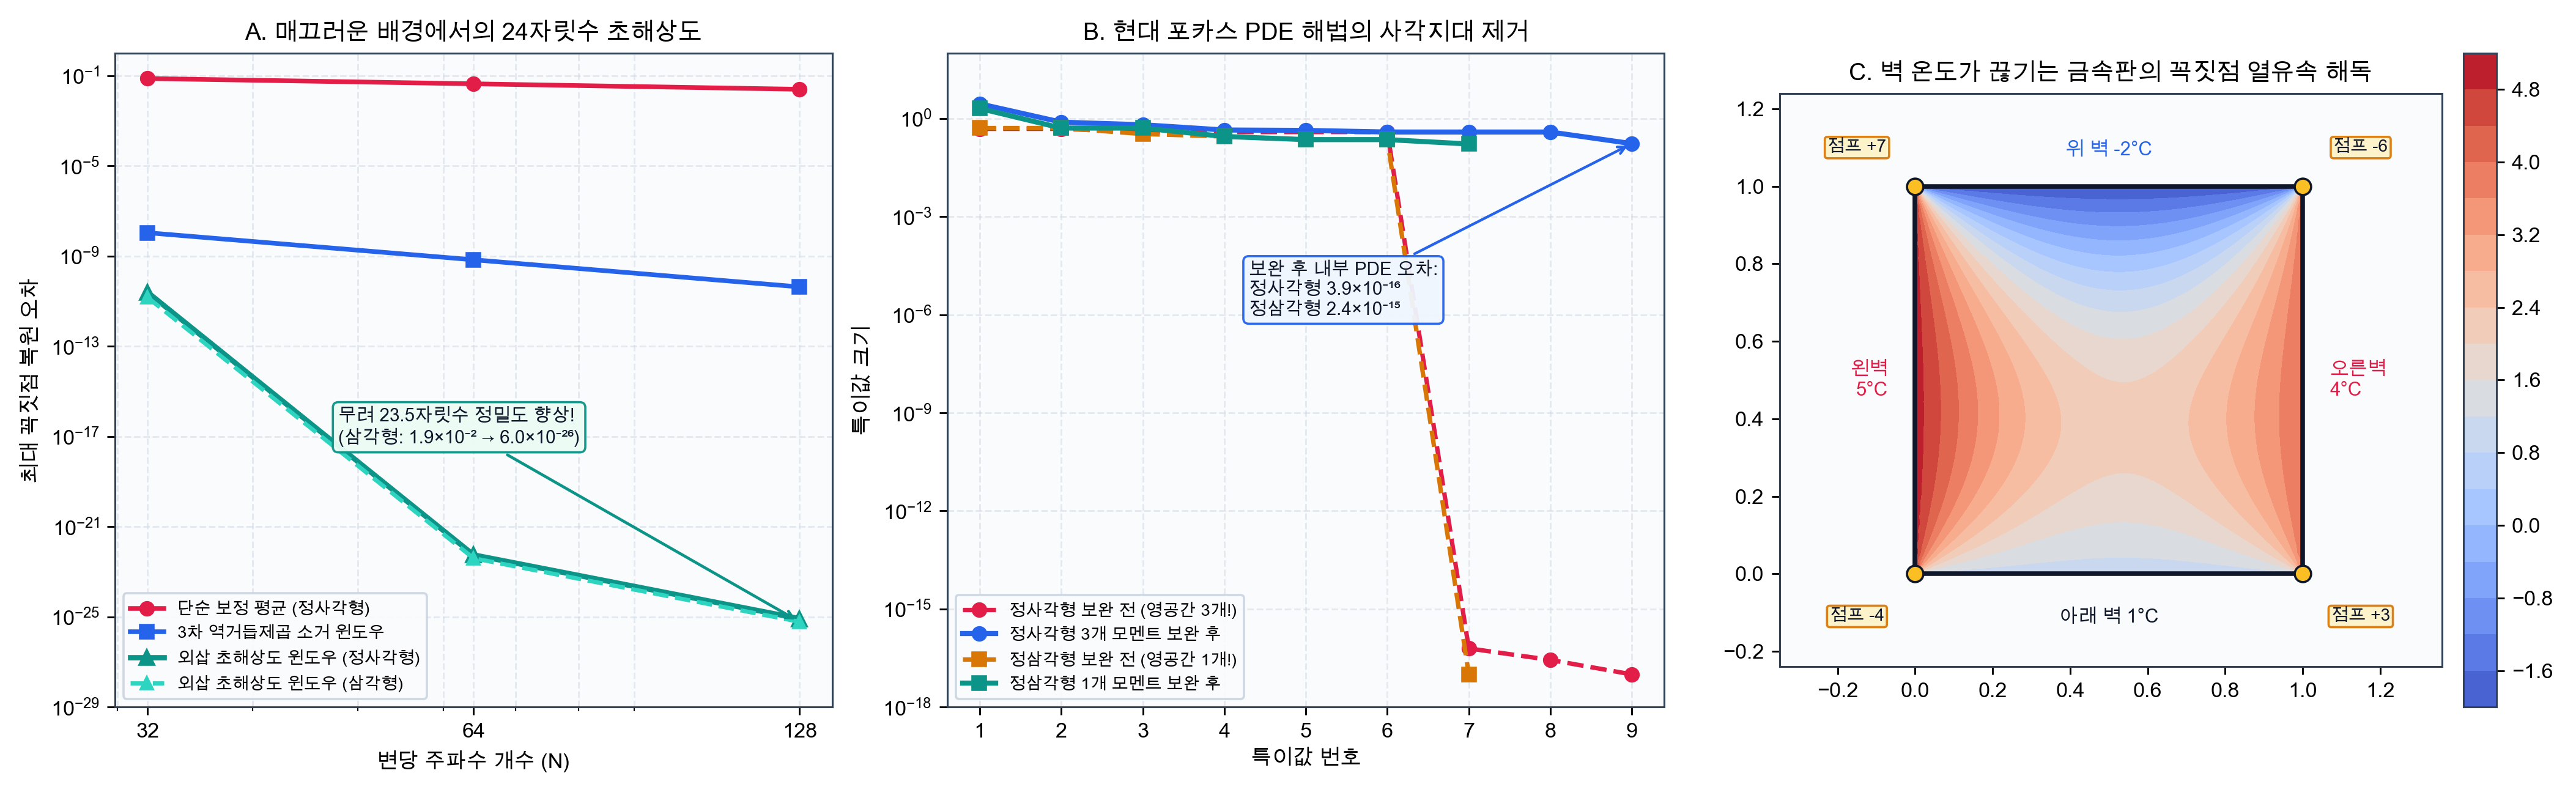 A. 매끄러운 배경에서의 24자릿수 초해상도
최대 꼭짓점 복원 오차
10⁻¹
10⁻⁵
10⁻⁹
10⁻¹³
10⁻¹⁷
10⁻²¹
10⁻²⁵
10⁻²⁹
무려 23.5자릿수 정밀도 향상!
(삼각형: 1.9×10⁻² → 6.0×10⁻²⁶)
단순 보정 평균 (정사각형)
3차 역거듭제곱 소거 윈도우
외삽 초해상도 윈도우 (정사각형)
외삽 초해상도 윈도우 (삼각형)
32
64
128
변당 주파수 개수 (N)
B. 현대 포카스 PDE 해법의 사각지대 제거
특이값 크기
10⁰
10⁻³
10⁻⁶
10⁻⁹
10⁻¹²
10⁻¹⁵
10⁻¹⁸
보완 후 내부 PDE 오차:
정사각형 3.9×10⁻¹⁶
정삼각형 2.4×10⁻¹⁵
정사각형 보완 전 (영공간 3개!)
정사각형 3개 모멘트 보완 후
정삼각형 보완 전 (영공간 1개!)
정삼각형 1개 모멘트 보완 후
1 2 3 4 5 6 7 8 9
특이값 번호
C. 벽 온도가 끊기는 금속판의 꼭짓점 열유속 해독
1.2
1.0
0.8
0.6
0.4
0.2
0.0
−0.2
점프 +7
위 벽 -2°C
점프 -6
왼벽
5°C
오른벽
4°C
점프 -4
아래 벽 1°C
점프 +3
−0.2 0.0 0.2 0.4 0.6 0.8 1.0 1.2
4.8
4.0
3.2
2.4
1.6
0.8
0.0
−0.8
−1.6